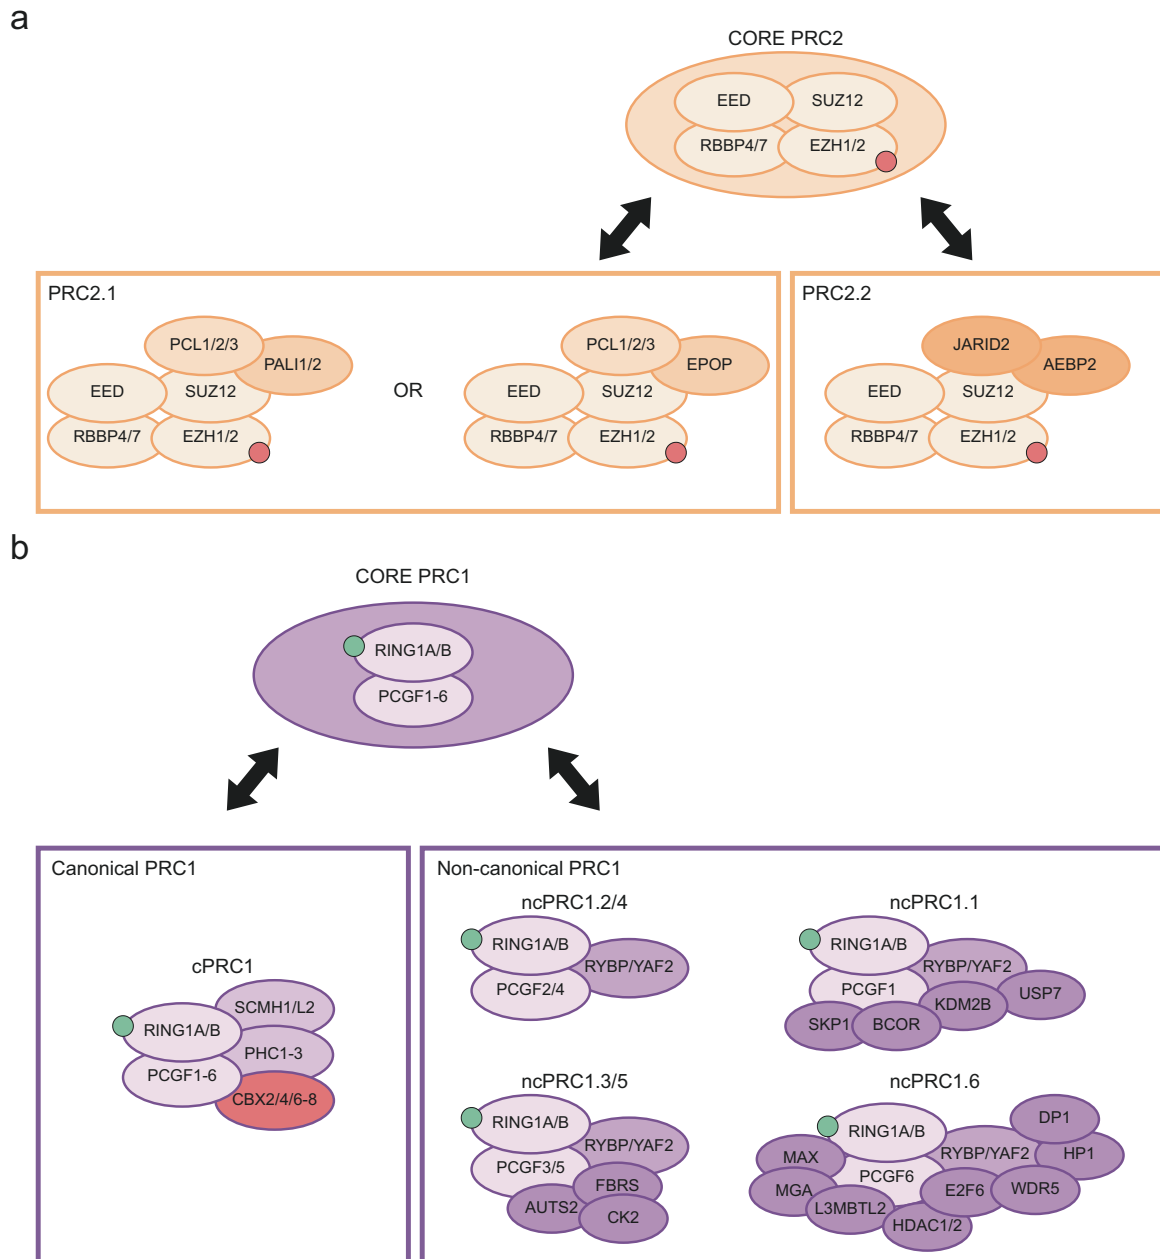 a
CORE PRC2
EED
SUZ12
RBBP4/7
EZH1/2
PRC2.1
PCL1/2/3
PALI1/2
EED
SUZ12
RBBP4/7
EZH1/2
OR
PCL1/2/3
EPOP
EED
SUZ12
RBBP4/7
EZH1/2
PRC2.2
JARID2
AEBP2
EED
SUZ12
RBBP4/7
EZH1/2
b
CORE PRC1
RING1A/B
PCGF1-6
Canonical PRC1
cPRC1
SCMH1/L2
RING1A/B
PHC1-3
PCGF1-6
CBX2/4/6-8
Non-canonical PRC1
ncPRC1.2/4
RING1A/B
RYBP/YAF2
PCGF2/4
ncPRC1.1
RING1A/B
RYBP/YAF2
PCGF1
USP7
KDM2B
SKP1
BCOR
ncPRC1.3/5
RING1A/B
RYBP/YAF2
PCGF3/5
FBRS
AUTS2
CK2
ncPRC1.6
DP1
RING1A/B
RYBP/YAF2
HP1
MAX
PCGF6
MGA
E2F6
WDR5
L3MBTL2
HDAC1/2